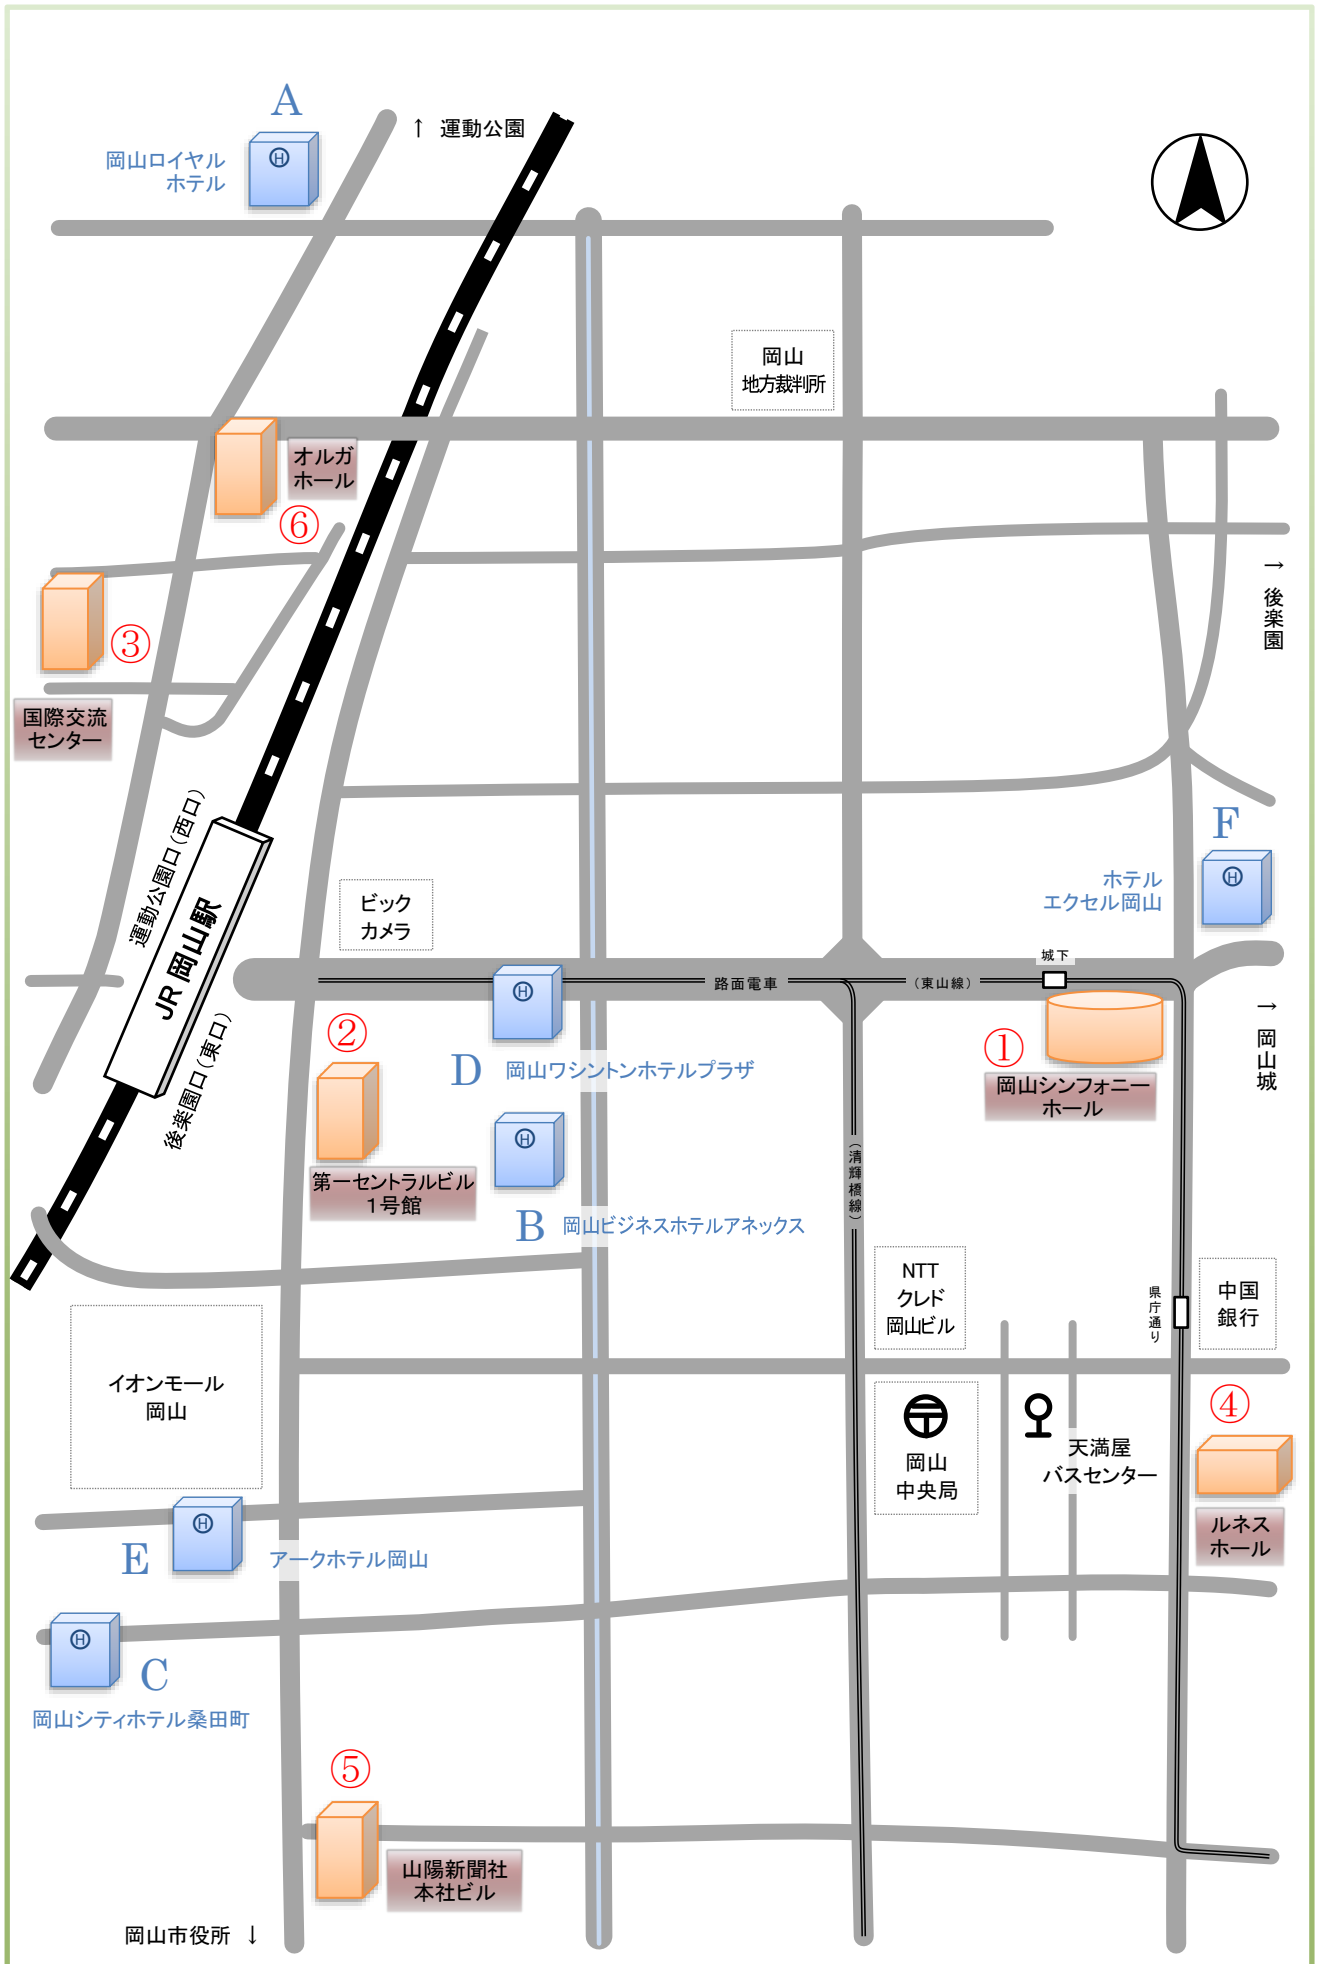 A
↑ 運動公園
岡山ロイヤル
ホテル
H
岡山
地方裁判所
オルガ
ホール
⑥
→ 後楽園
③
国際交流
センター
運動公園口(西口)
JR 岡山駅
後楽園口(東口)
F
ホテル
エクセル岡山
H
ビック
カメラ
城下
路面電車
(東山線)
H
→ 岡山城
②
①
D
岡山ワシントンホテルプラザ
岡山シンフォニー
ホール
H
(清輝橋線)
第一セントラルビル
1号館
B
岡山ビジネスホテルアネックス
NTT
クレド
岡山ビル
県庁通り
中国
銀行
イオンモール
岡山
④
岡山
中央局
天満屋
バスセンター
H
ルネス
ホール
E
アークホテル岡山
H
C
岡山シティホテル桑田町
⑤
山陽新聞社
本社ビル
岡山市役所 ↓